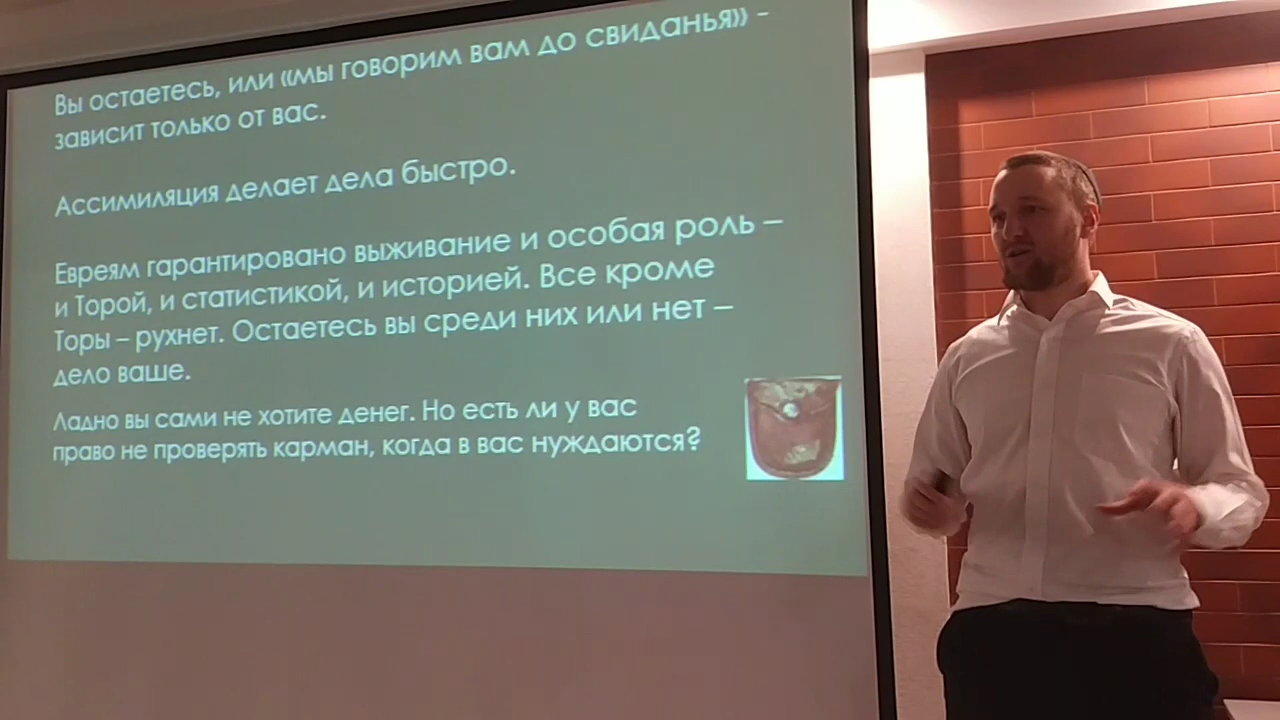 Вы остаетесь, или «мы говорим вам до свиданья» -
зависит только от вас.
Ассимиляция делает дела быстро.
Евреям гарантировано выживание и особая роль –
и Торой, и статистикой, и историей. Все кроме
Торы – рухнет. Остаетесь вы среди них или нет –
дело ваше.
Ладно вы сами не хотите денег. Но есть ли у вас
право не проверять карман, когда в вас нуждаются?